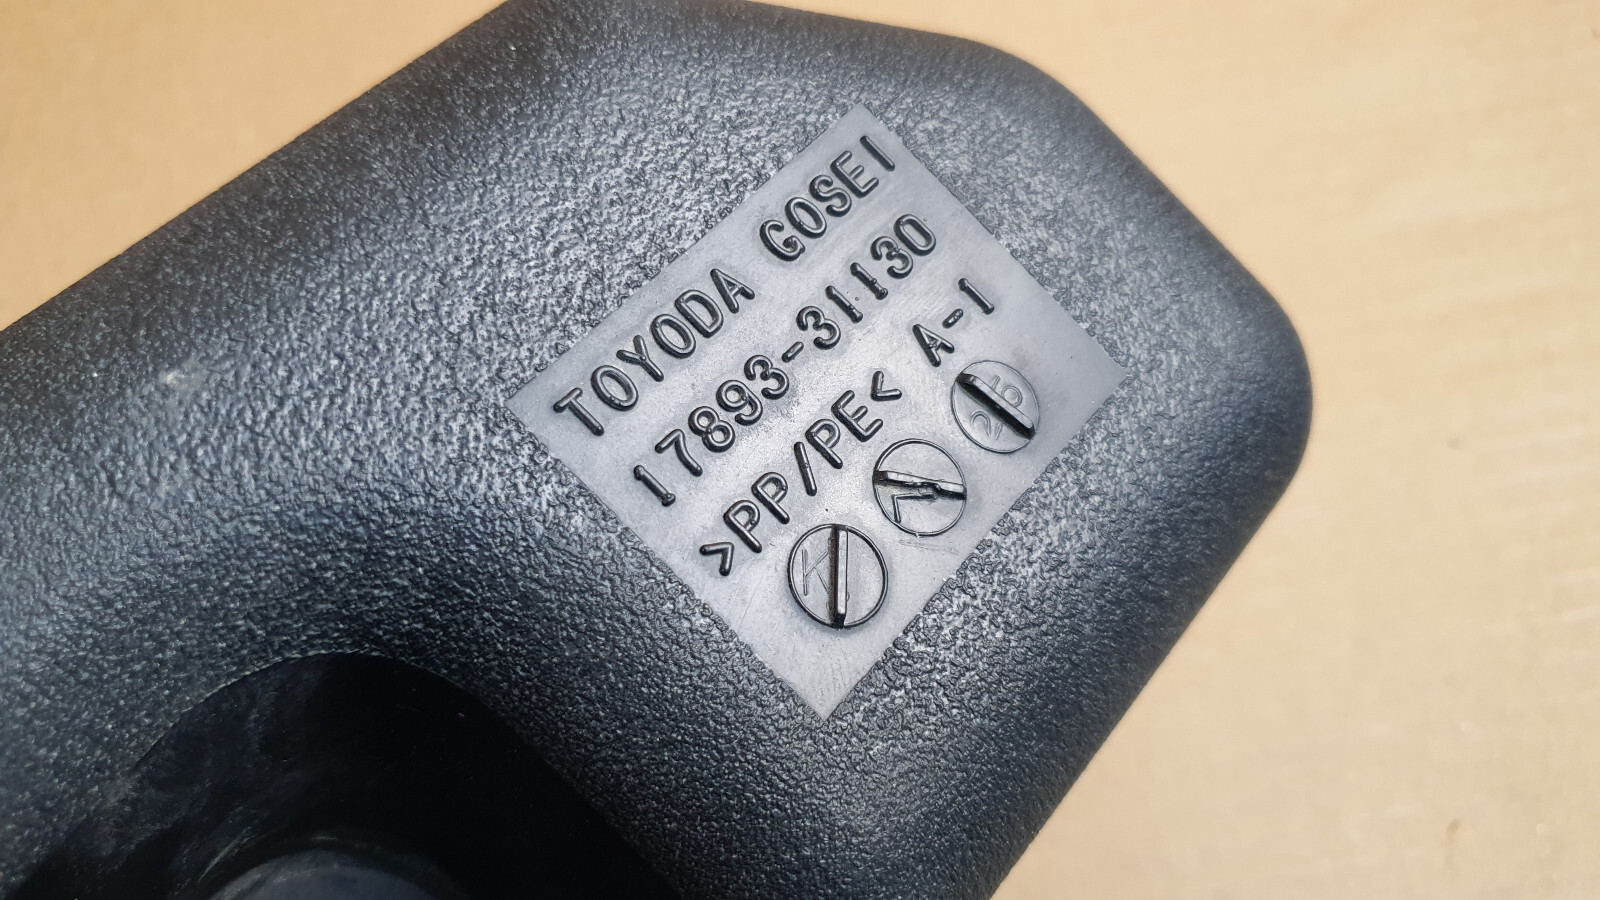 TOYODA GOSEI
17893-31130
>PP/PE< A-1
K